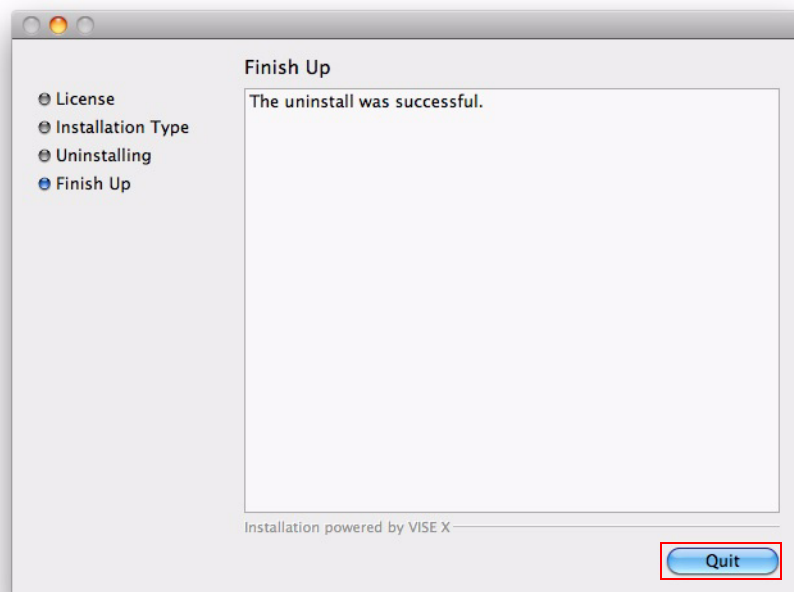 Finish Up
License
Installation Type
Uninstalling
Finish Up
The uninstall was successful.
Installation powered by VISE X
Quit